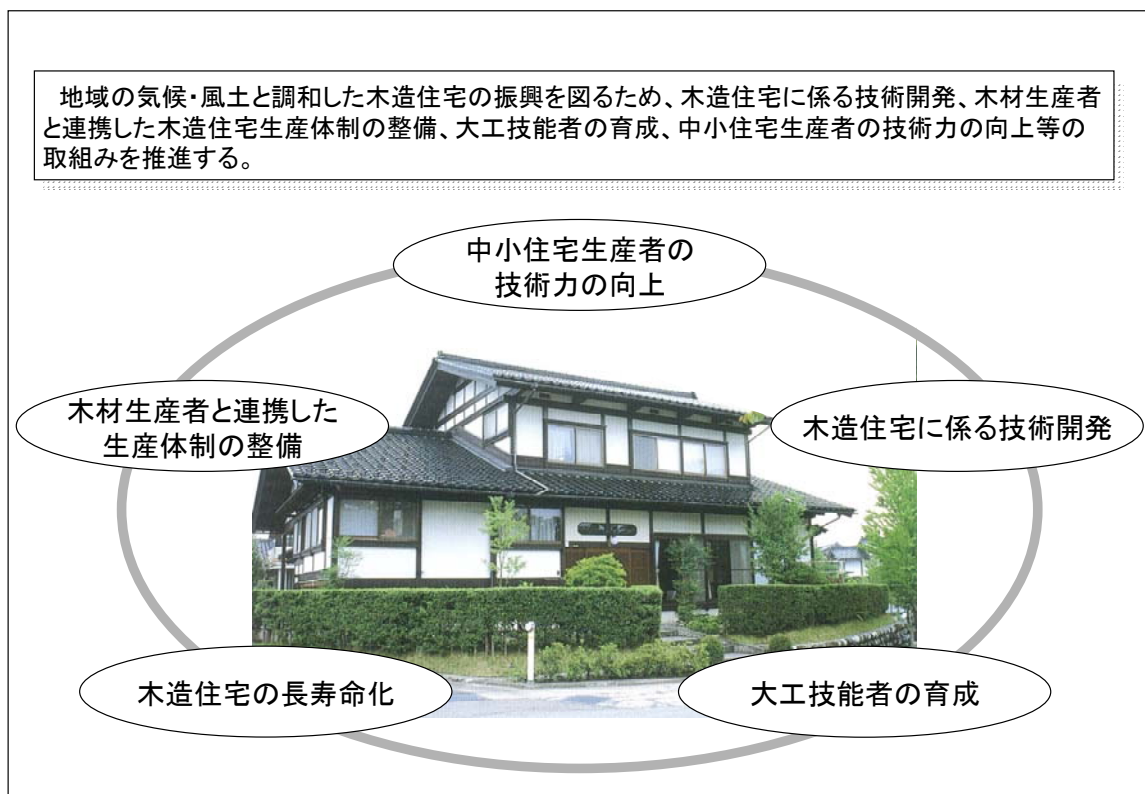 地域の気候・風土と調和した木造住宅の振興を図るため、木造住宅に係る技術開発、木材生産者
と連携した木造住宅生産体制の整備、大工技能者の育成、中小住宅生産者の技術力の向上等の
取組みを推進する。
中小住宅生産者の
技術力の向上
木材生産者と連携した
生産体制の整備
木造住宅に係る技術開発
木造住宅の長寿命化
大工技能者の育成